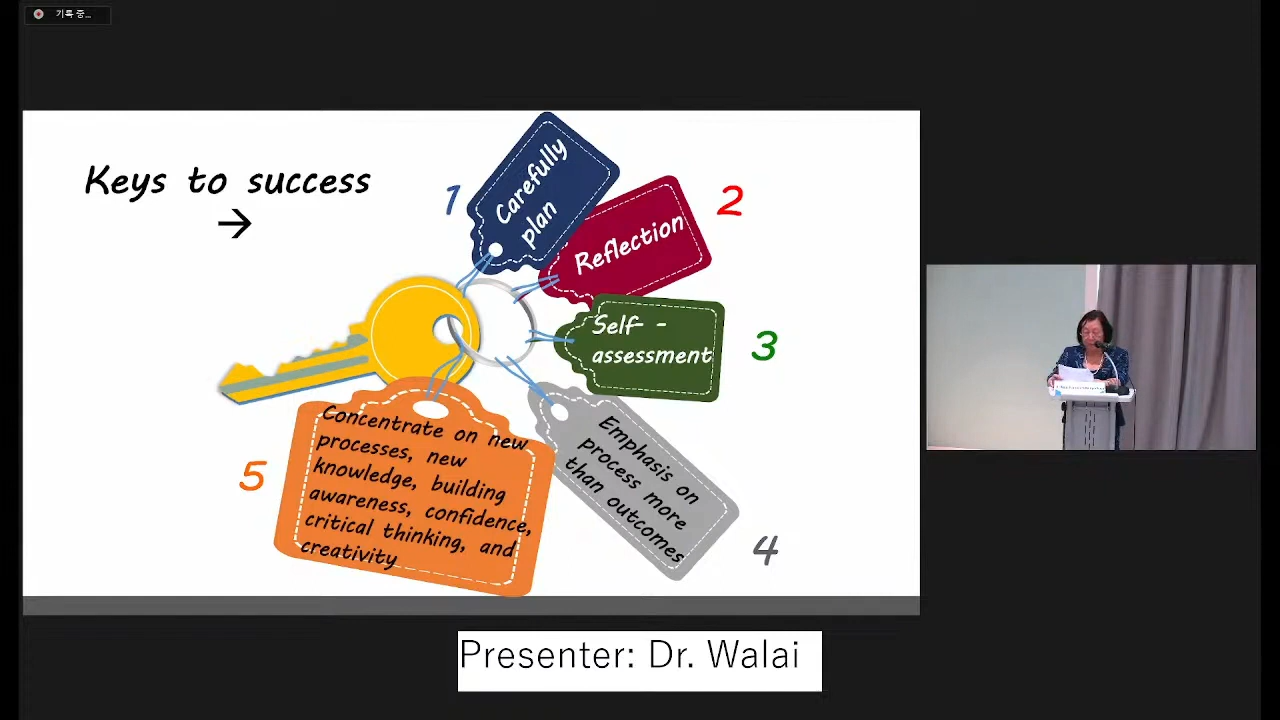 기록 중...
Keys to success
→
1
Carefully
plan
2
Reflection
3
Self -
assessment
4
Emphasis on
process more
than outcomes
5
Concentrate on new
processes, new
knowledge, building
awareness, confidence,
critical thinking, and
creativity
Presenter: Dr. Walai